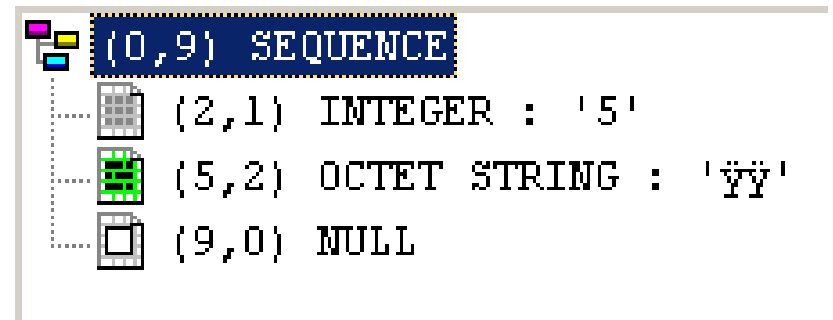 (0,9) SEQUENCE
(2,1) INTEGER : '5'
(5,2) OCTET STRING : 'ÿÿ'
(9,0) NULL